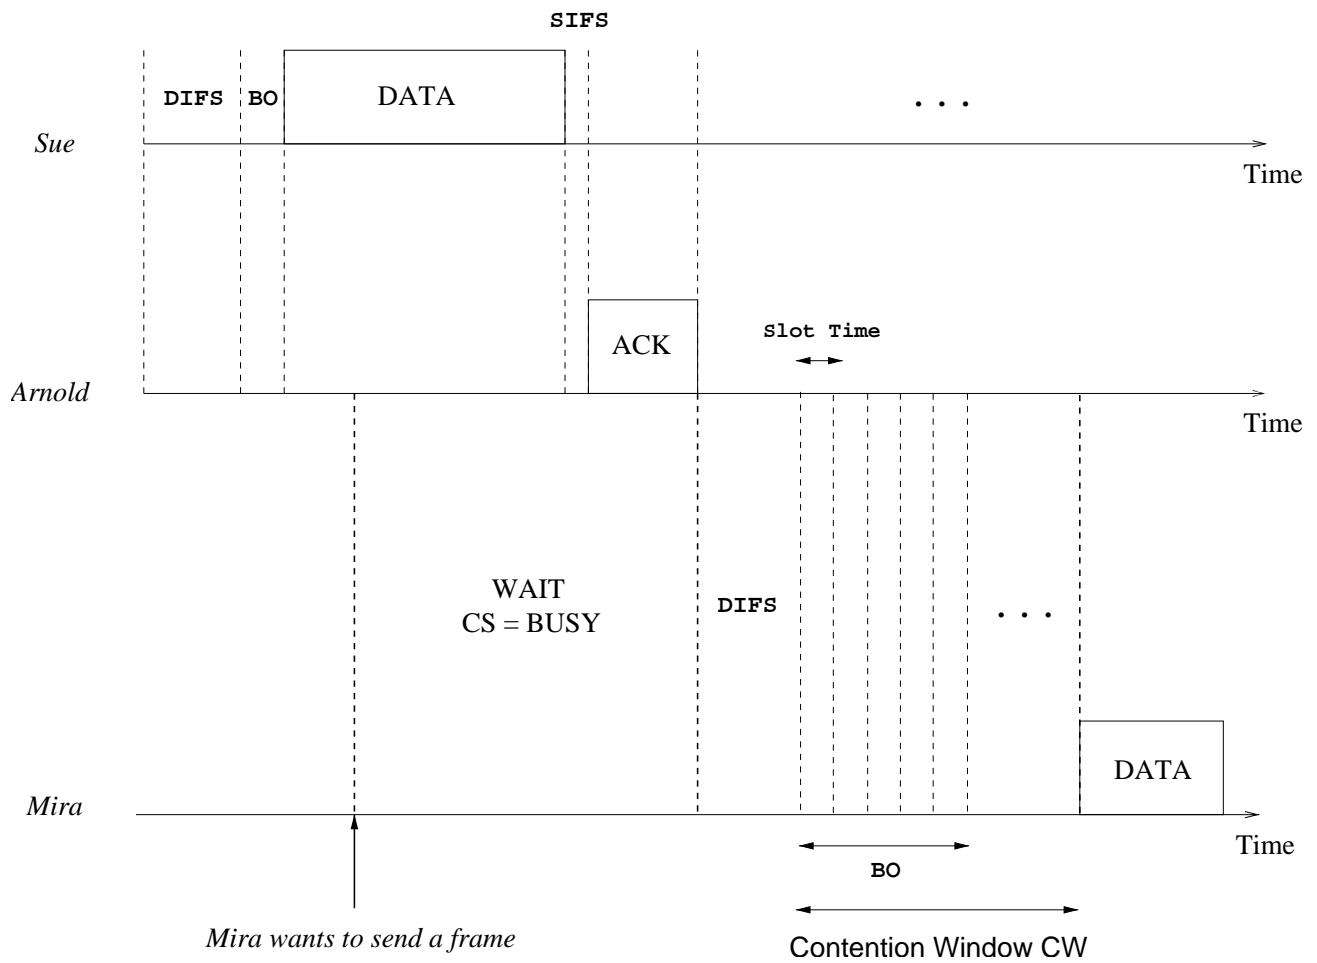 SIFS
DIFS BO DATA . . .
Sue
Time
Slot Time
ACK
Arnold
Time
WAIT
CS = BUSY
DIFS . . .
DATA
Mira
Time
BO
Mira wants to send a frame
Contention Window CW